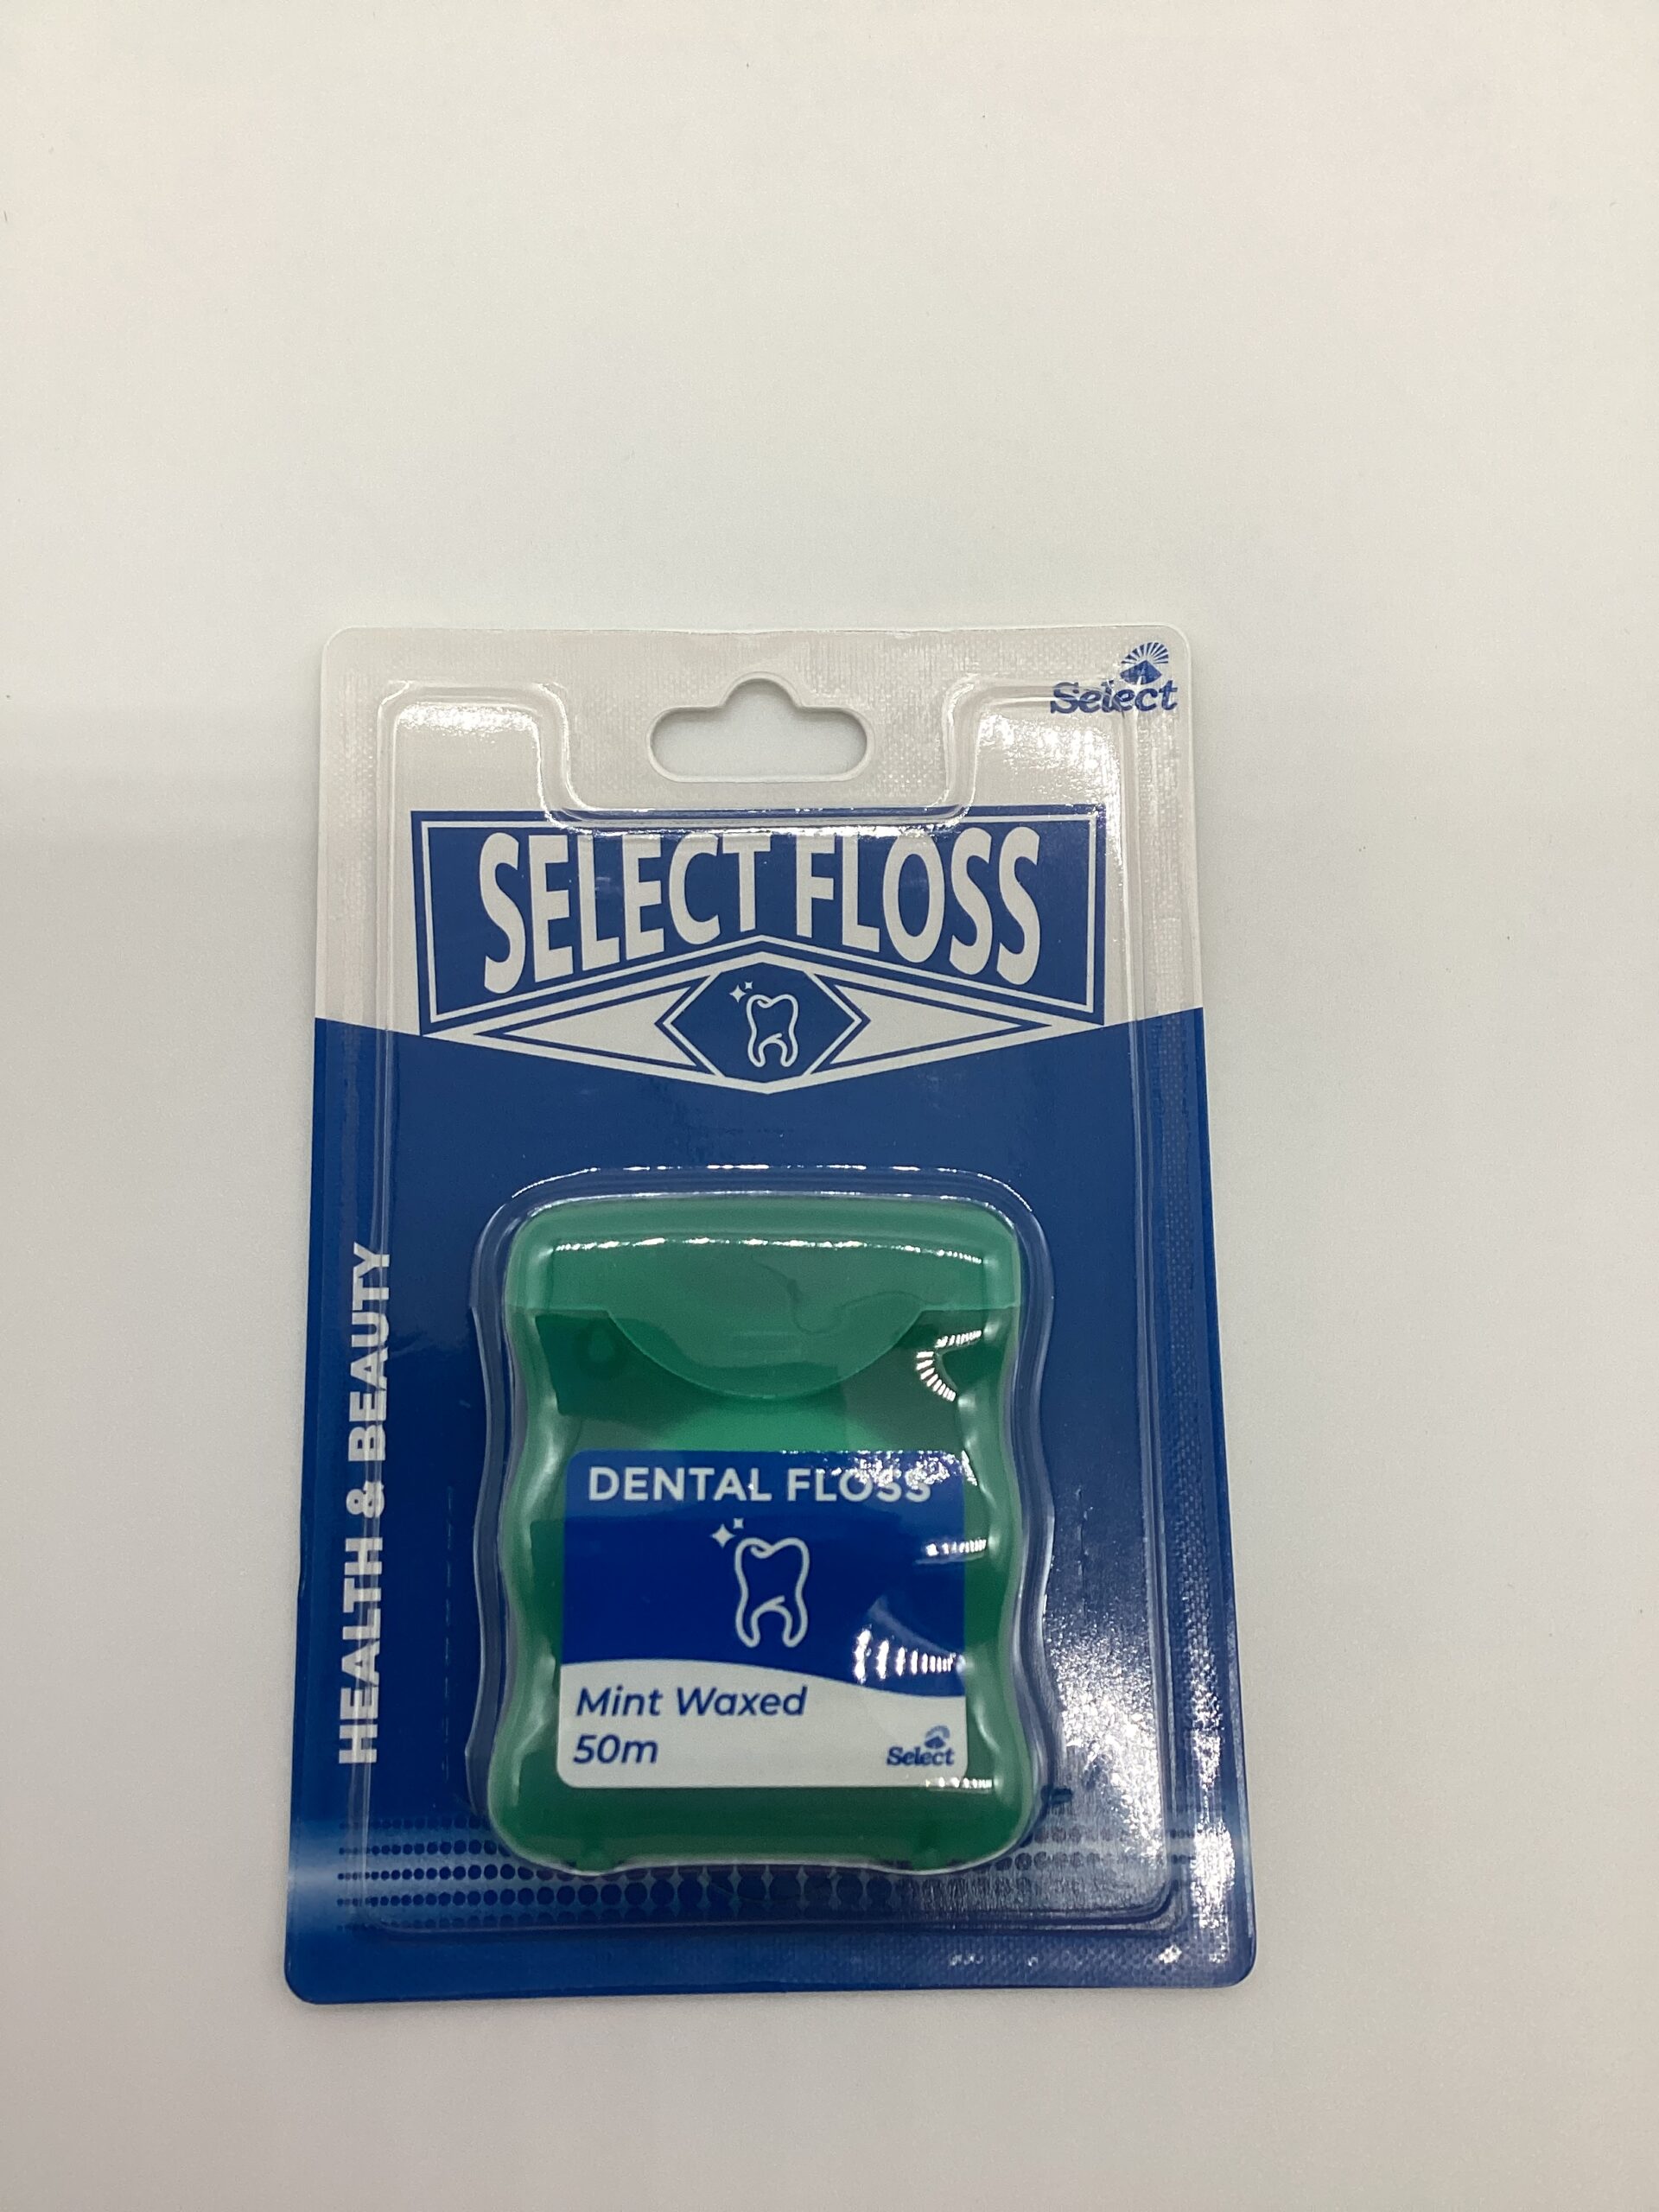 Select
SELECT FLOSS
HEALTH & BEAUTY
DENTAL FLOSS
Mint Waxed
50m
Select